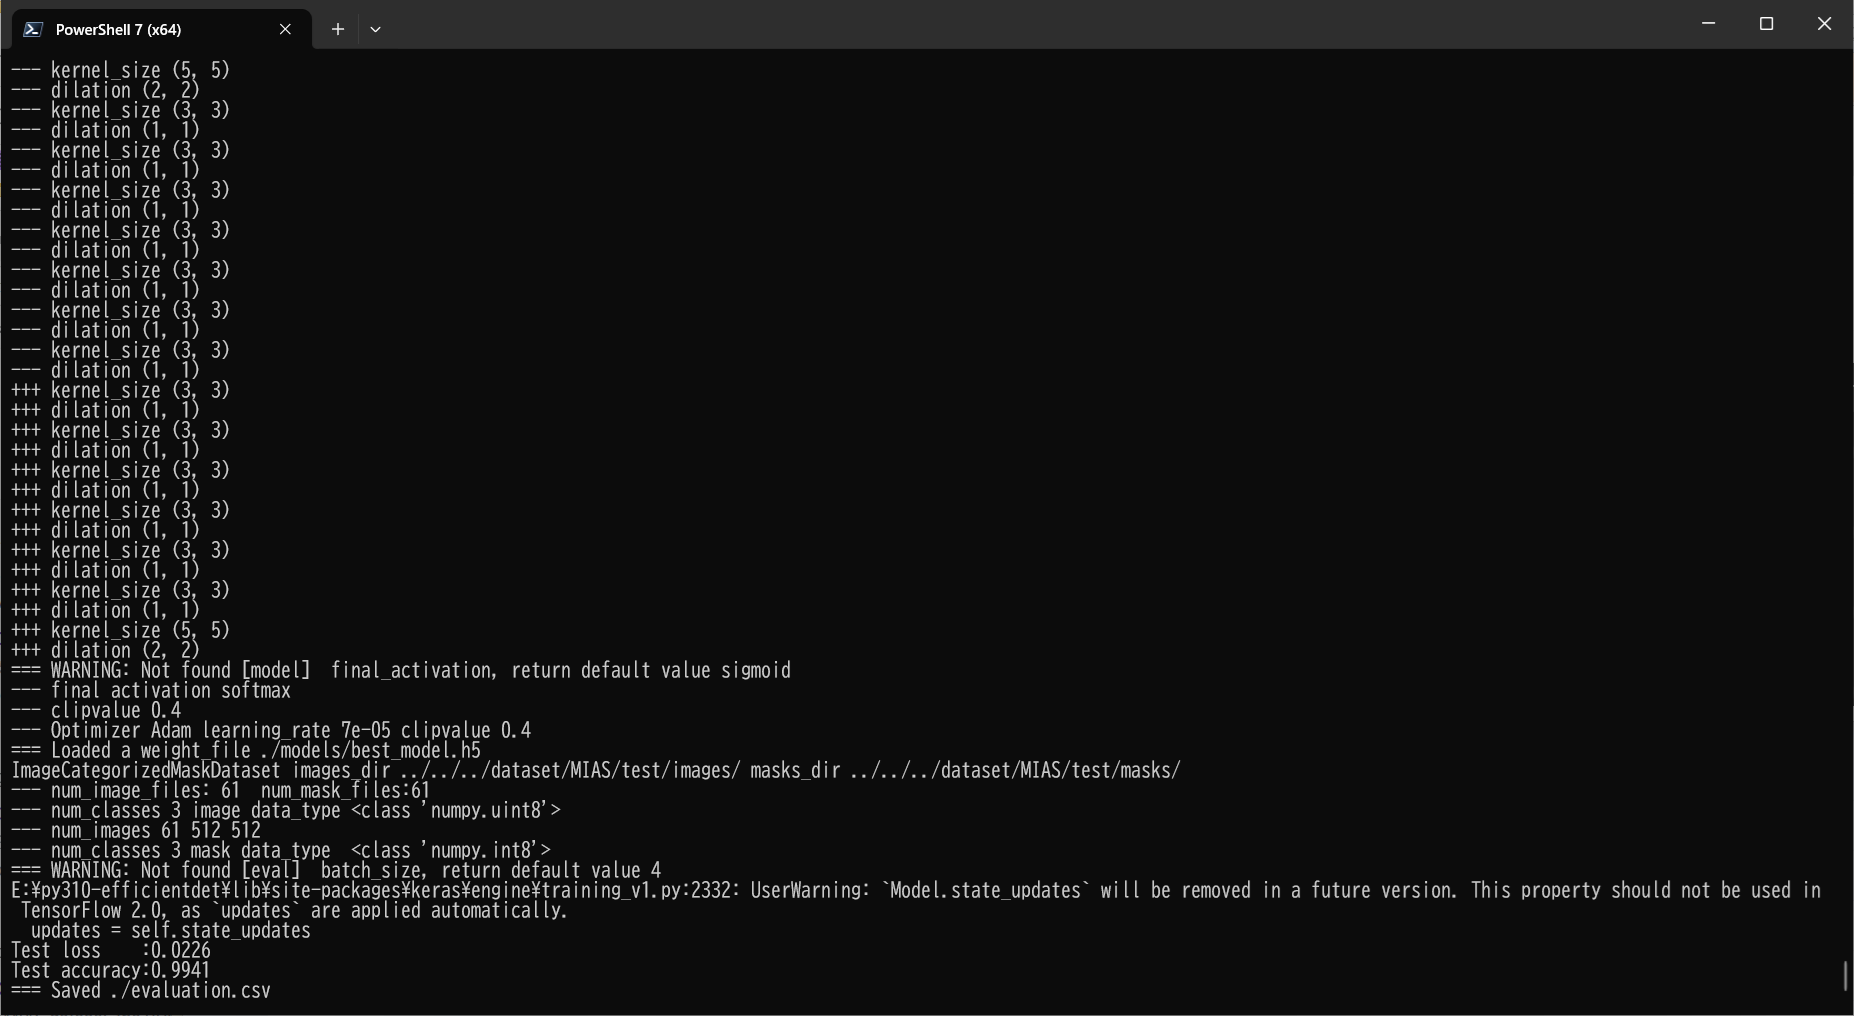 PowerShell 7 (x64)
--- kernel_size (5, 5)
--- dilation (2, 2)
--- kernel_size (3, 3)
--- dilation (1, 1)
--- kernel_size (3, 3)
--- dilation (1, 1)
--- kernel_size (3, 3)
--- dilation (1, 1)
--- kernel_size (3, 3)
--- dilation (1, 1)
--- kernel_size (3, 3)
--- dilation (1, 1)
--- kernel_size (3, 3)
--- dilation (1, 1)
--- kernel_size (3, 3)
--- dilation (1, 1)
+++ kernel_size (3, 3)
+++ dilation (1, 1)
+++ kernel_size (3, 3)
+++ dilation (1, 1)
+++ kernel_size (3, 3)
+++ dilation (1, 1)
+++ kernel_size (3, 3)
+++ dilation (1, 1)
+++ kernel_size (3, 3)
+++ dilation (1, 1)
+++ kernel_size (3, 3)
+++ dilation (1, 1)
+++ kernel_size (5, 5)
+++ dilation (2, 2)
=== WARNING: Not found [model]  final_activation, return default value sigmoid
--- final activation softmax
--- clipvalue 0.4
--- Optimizer Adam learning_rate 7e-05 clipvalue 0.4
=== Loaded a weight_file ./models/best_model.h5
ImageCategorizedMaskDataset images_dir ../../../dataset/MIAS/test/images/ masks_dir ../../../dataset/MIAS/test/masks/
--- num_image_files: 61  num_mask_files:61
--- num_classes 3 image data_type <class 'numpy.uint8'>
--- num_images 61 512 512
--- num_classes 3 mask data_type  <class 'numpy.int8'>
=== WARNING: Not found [eval]  batch_size, return default value 4
E:¥py310-efficientdet¥lib¥site-packages¥keras¥engine¥training_v1.py:2332: UserWarning: `Model.state_updates` will be removed in a future version. This property should not be used in
 TensorFlow 2.0, as `updates` are applied automatically.
  updates = self.state_updates
Test loss    :0.0226
Test accuracy:0.9941
=== Saved ./evaluation.csv